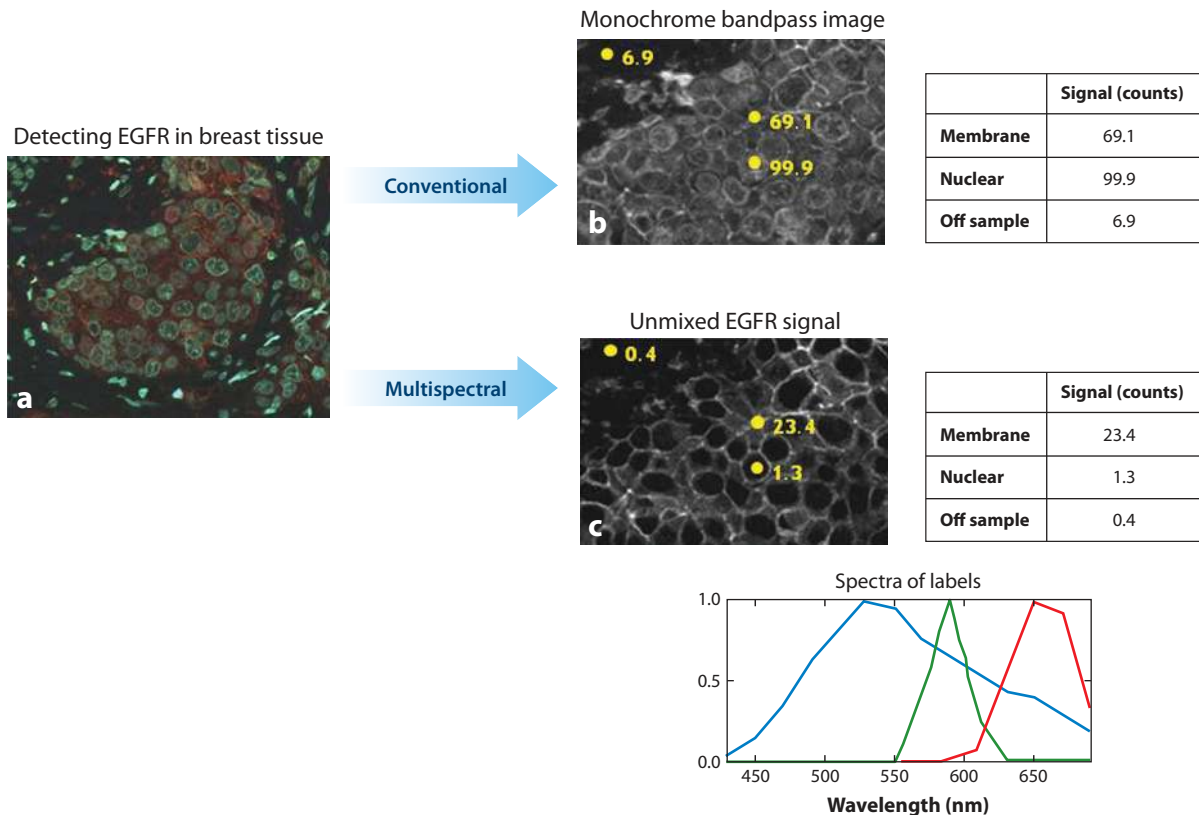 Detecting EGFR in breast tissue
a
Conventional
Multispectral
Monochrome bandpass image
6.9
69.1
99.9
b
Signal (counts)
Membrane 69.1
Nuclear 99.9
Off sample 6.9
Unmixed EGFR signal
0.4
23.4
1.3
c
Signal (counts)
Membrane 23.4
Nuclear 1.3
Off sample 0.4
Spectra of labels
1.0
0.5
0.0
450 500 550 600 650
Wavelength (nm)